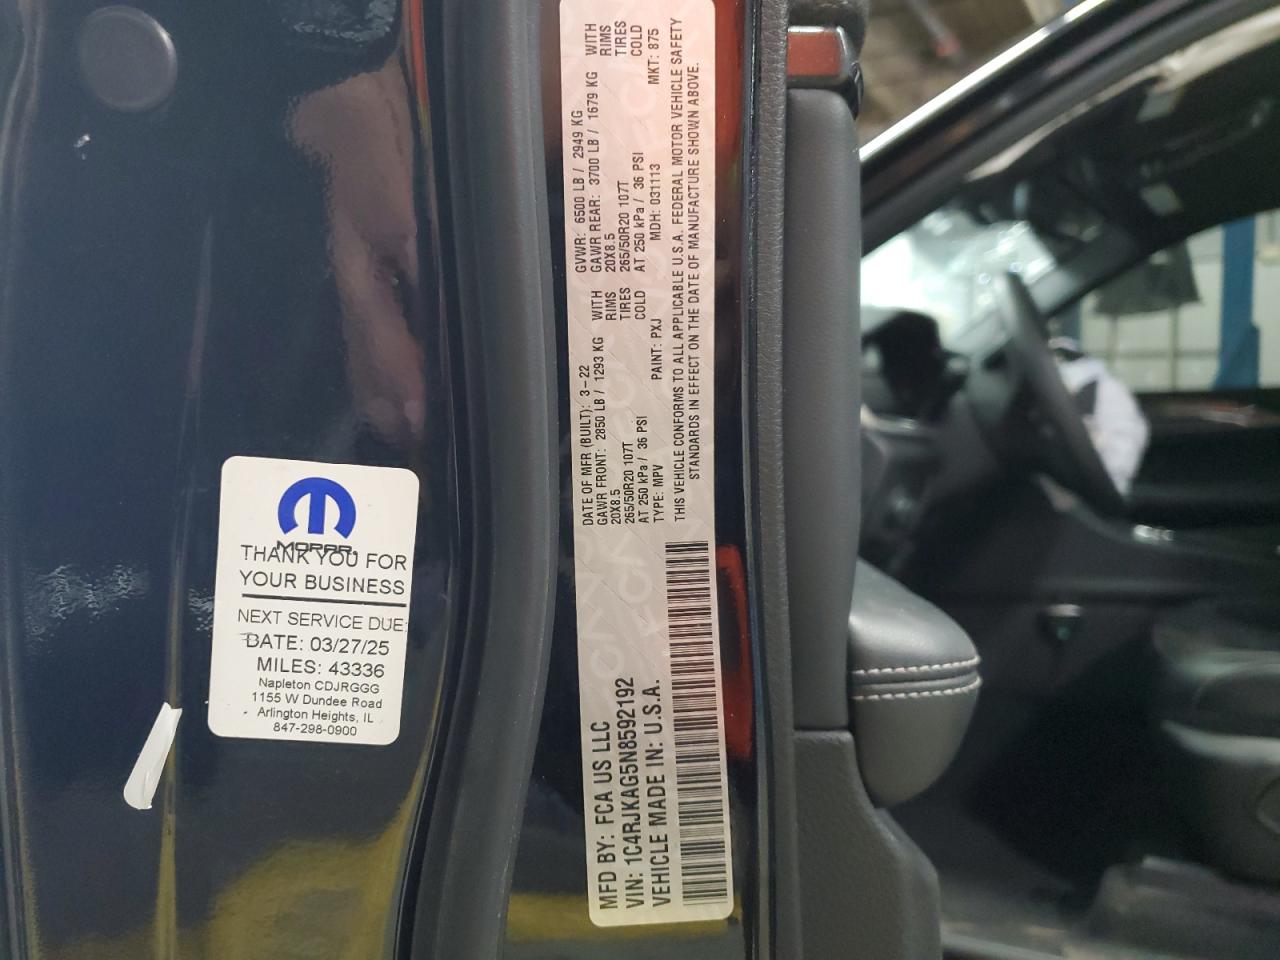 MOPAR
THANK YOU FOR
YOUR BUSINESS
NEXT SERVICE DUE:
DATE: 03/27/25
MILES: 43336
Napleton CDJRGGG
1155 W Dundee Road
Arlington Heights, IL
847-298-0900
MFD BY: FCA US LLC
VIN: 1C4RJKAG5N8592192
VEHICLE MADE IN: U.S.A.
DATE OF MFR (BUILT): 3-22 GVWR: 6500 LB / 2949 KG
GAWR FRONT: 2850 LB / 1293 KG WITH GAWR REAR: 3700 LB / 1679 KG WITH
20X8.5 RIMS 20X8.5 RIMS
265/50R20 107T TIRES 265/50R20 107T TIRES
AT 250 kPa / 36 PSI COLD AT 250 kPa / 36 PSI COLD
TYPE: MPV PAINT: PXJ MDH: 031113 MKT: 875
THIS VEHICLE CONFORMS TO ALL APPLICABLE U.S.A. FEDERAL MOTOR VEHICLE SAFETY
STANDARDS IN EFFECT ON THE DATE OF MANUFACTURE SHOWN ABOVE.